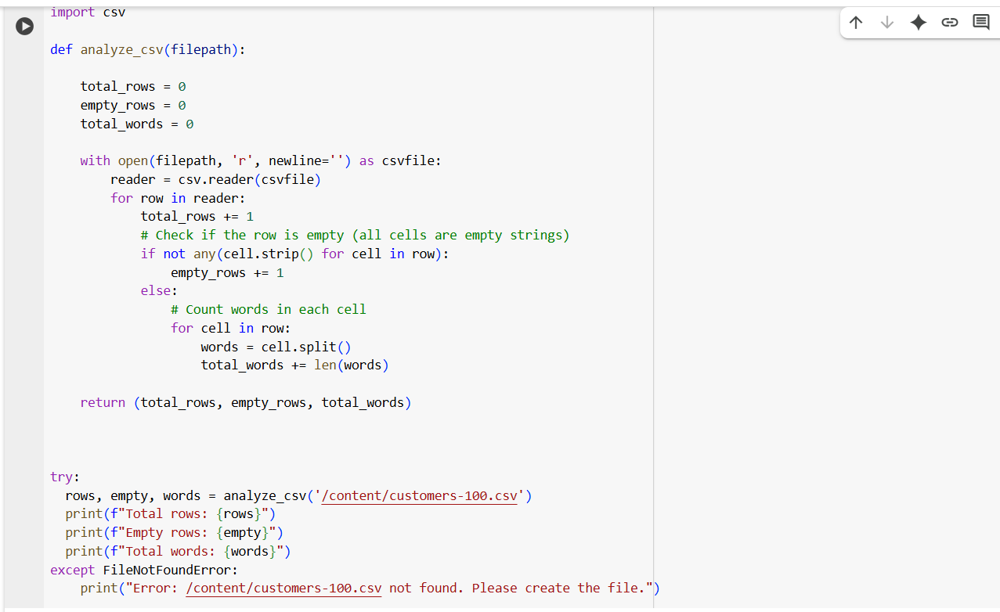 import csv
def analyze_csv(filepath):
    total_rows = 0
    empty_rows = 0
    total_words = 0
    with open(filepath, 'r', newline='') as csvfile:
        reader = csv.reader(csvfile)
        for row in reader:
            total_rows += 1
            # Check if the row is empty (all cells are empty strings)
            if not any(cell.strip() for cell in row):
                empty_rows += 1
            else:
                # Count words in each cell
                for cell in row:
                    words = cell.split()
                    total_words += len(words)
    return (total_rows, empty_rows, total_words)
try:
  rows, empty, words = analyze_csv('/content/customers-100.csv')
  print(f"Total rows: {rows}")
  print(f"Empty rows: {empty}")
  print(f"Total words: {words}")
except FileNotFoundError:
    print("Error: /content/customers-100.csv not found. Please create the file.")